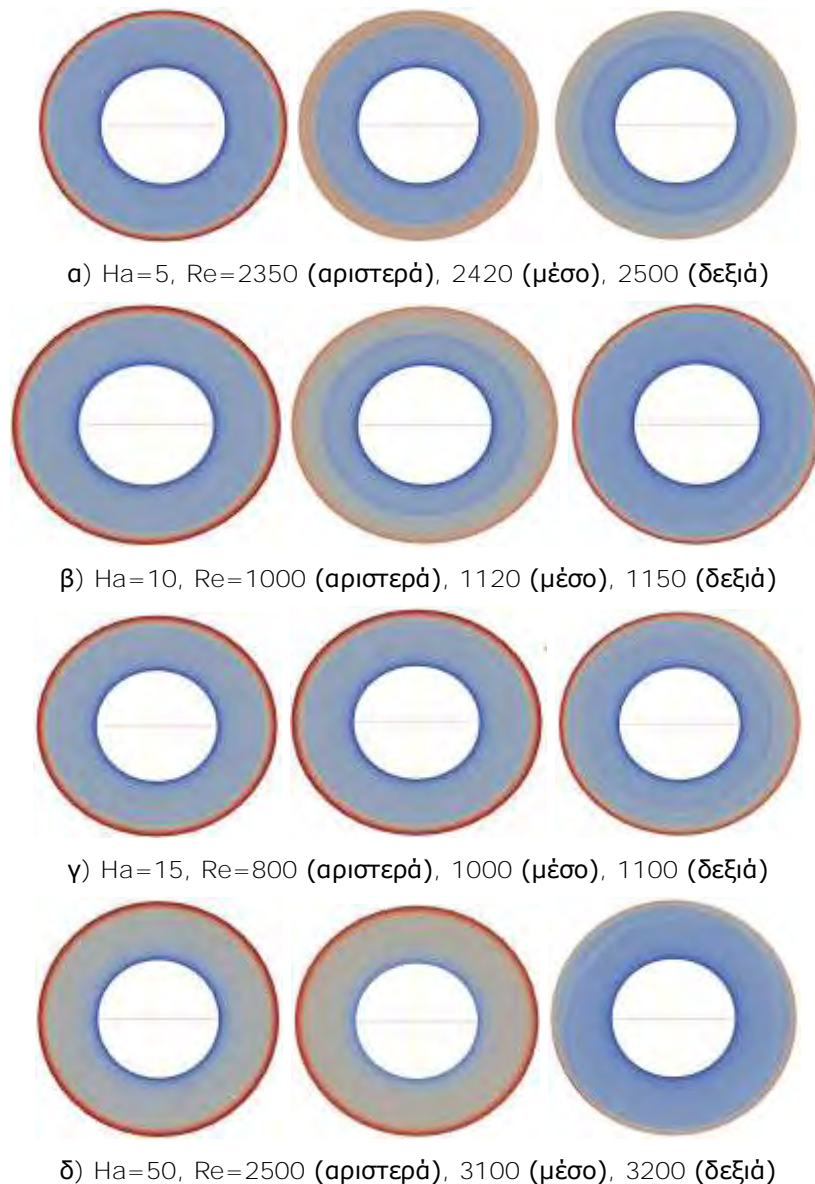 α) Ha=5, Re=2350 (αριστερά), 2420 (μέσο), 2500 (δεξιά)
β) Ha=10, Re=1000 (αριστερά), 1120 (μέσο), 1150 (δεξιά)
γ) Ha=15, Re=800 (αριστερά), 1000 (μέσο), 1100 (δεξιά)
δ) Ha=50, Re=2500 (αριστερά), 3100 (μέσο), 3200 (δεξιά)